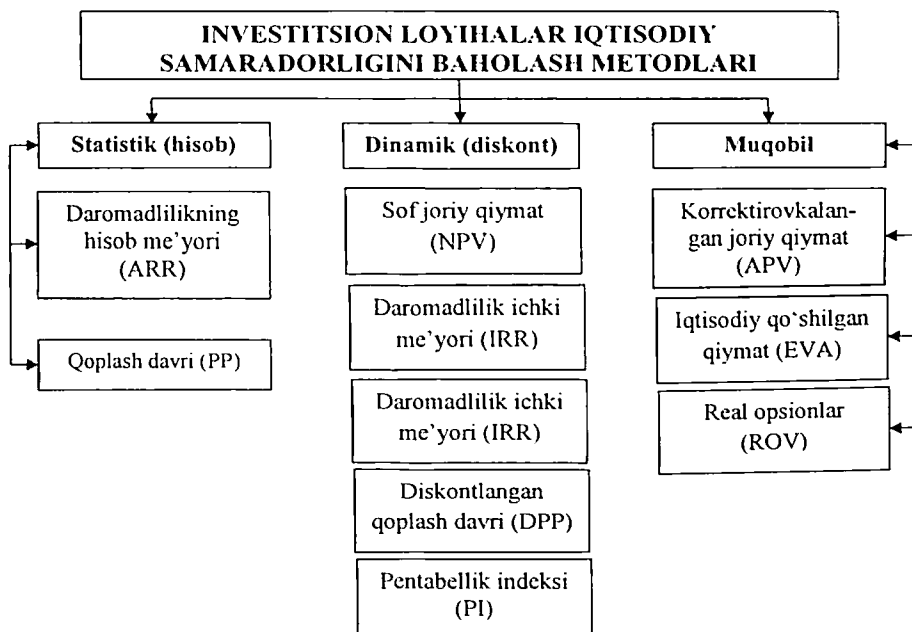 INVESTITSION LOYIHALAR IQTISODIY
SAMARADORLIGINI BAHOLASH METODLARI
Statistik (hisob)
Daromadlilikning
hisob me’yori
(ARR)
Qoplash davri (PP)
Dinamik (diskont)
Sof joriy qiymat
(NPV)
Daromadlilik ichki
me’yori (IRR)
Daromadlilik ichki
me’yori (IRR)
Diskontlangan
qoplash davri (DPP)
Pentabellik indeksi
(PI)
Muqobil
Korrektirovkalan-
gan joriy qiymat
(APV)
Iqtisodiy qo‘shilgan
qiymat (EVA)
Real opsionlar
(ROV)